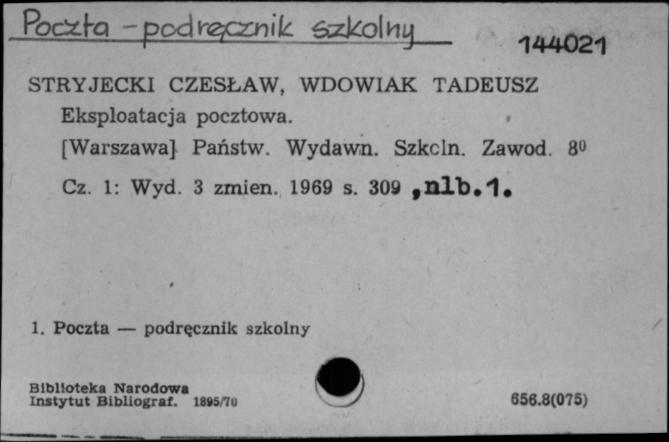 Poczta - podręcznik szkolny
144021
STRYJECKI CZESŁAW, WDOWIAK TADEUSZ
Eksploatacja pocztowa.
[Warszawa] Państw. Wydawn. Szkoln. Zawod. 8⁰
Cz. 1: Wyd. 3 zmien. 1969 s. 309 ,nlb.1.
1. Poczta — podręcznik szkolny
Biblioteka Narodowa
Instytut Bibliograf. 1895/70
656.8(075)